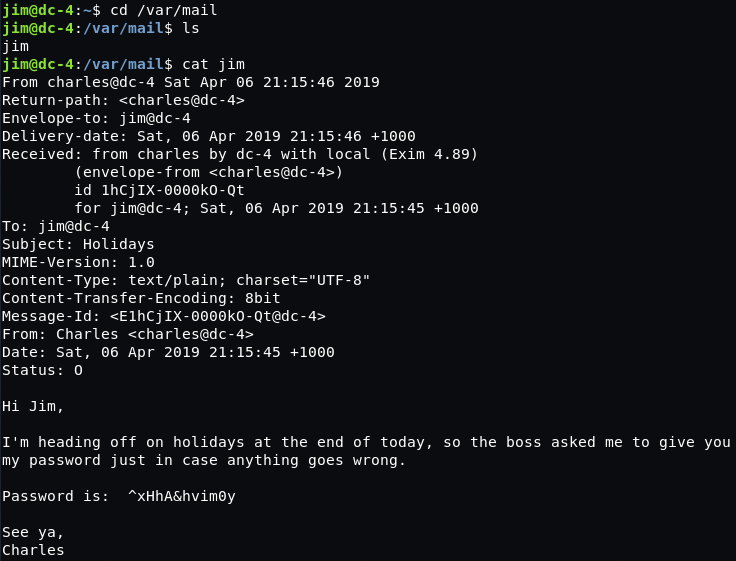 jim@dc-4:~$ cd /var/mail
jim@dc-4:/var/mail$ ls
jim
jim@dc-4:/var/mail$ cat jim
From charles@dc-4 Sat Apr 06 21:15:46 2019
Return-path: <charles@dc-4>
Envelope-to: jim@dc-4
Delivery-date: Sat, 06 Apr 2019 21:15:46 +1000
Received: from charles by dc-4 with local (Exim 4.89)
        (envelope-from <charles@dc-4>)
        id 1hCjIX-0000kO-Qt
        for jim@dc-4; Sat, 06 Apr 2019 21:15:45 +1000
To: jim@dc-4
Subject: Holidays
MIME-Version: 1.0
Content-Type: text/plain; charset="UTF-8"
Content-Transfer-Encoding: 8bit
Message-Id: <E1hCjIX-0000kO-Qt@dc-4>
From: Charles <charles@dc-4>
Date: Sat, 06 Apr 2019 21:15:45 +1000
Status: O

Hi Jim,

I'm heading off on holidays at the end of today, so the boss asked me to give you
my password just in case anything goes wrong.

Password is:  ^xHhA&hvim0y

See ya,
Charles